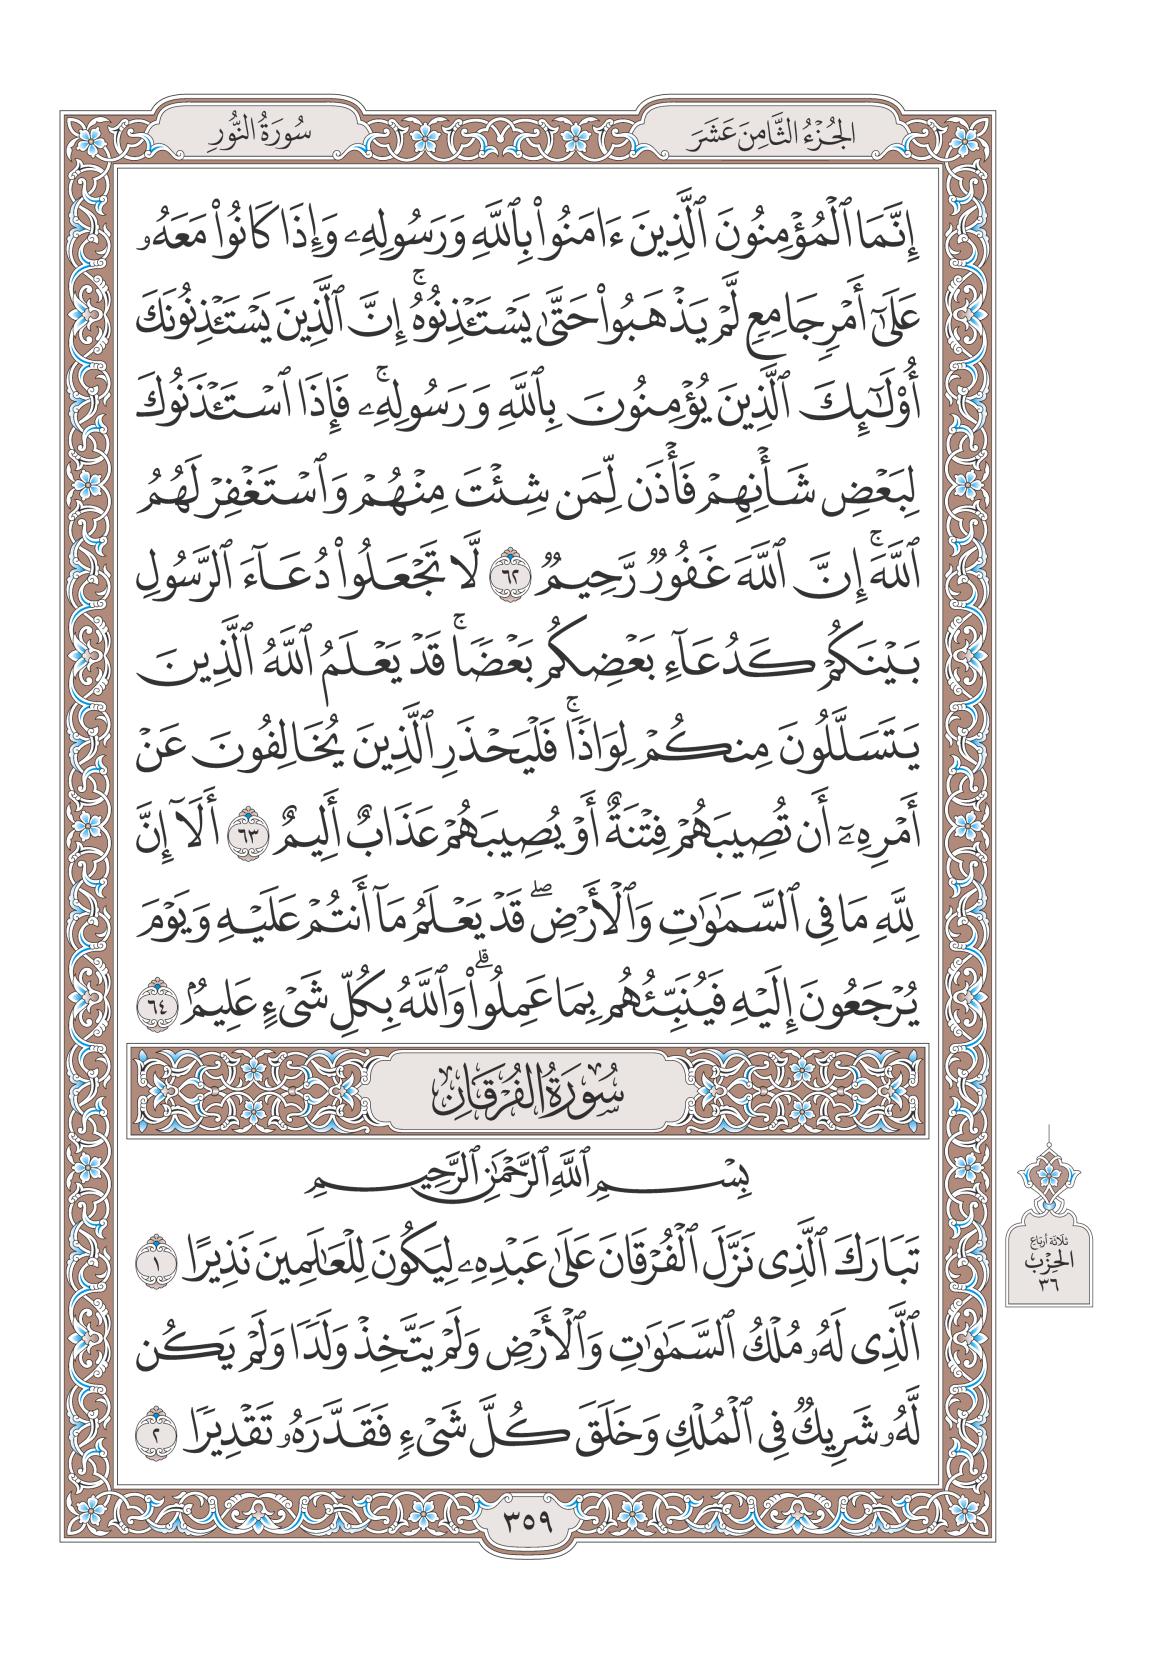 الجُزْءُ الثَّامِنَ عَشَرَ
سُورَةُ النُّورِ
إِنَّمَا ٱلْمُؤْمِنُونَ ٱلَّذِينَ ءَامَنُوا۟ بِٱللَّهِ وَرَسُولِهِۦ وَإِذَا كَانُوا۟ مَعَهُۥ
عَلَىٰٓ أَمْرٍ جَامِعٍ لَّمْ يَذْهَبُوا۟ حَتَّىٰ يَسْتَـْٔذِنُوهُ ۚ إِنَّ ٱلَّذِينَ يَسْتَـْٔذِنُونَكَ
أُو۟لَـٰٓئِكَ ٱلَّذِينَ يُؤْمِنُونَ بِٱللَّهِ وَرَسُولِهِۦ ۚ فَإِذَا ٱسْتَـْٔذَنُوكَ
لِبَعْضِ شَأْنِهِمْ فَأْذَن لِّمَن شِئْتَ مِنْهُمْ وَٱسْتَغْفِرْ لَهُمُ
ٱللَّهَ ۚ إِنَّ ٱللَّهَ غَفُورٌ رَّحِيمٌ ٦٢ لَّا تَجْعَلُوا۟ دُعَآءَ ٱلرَّسُولِ
بَيْنَكُمْ كَدُعَآءِ بَعْضِكُم بَعْضًا ۚ قَدْ يَعْلَمُ ٱللَّهُ ٱلَّذِينَ
يَتَسَلَّلُونَ مِنكُمْ لِوَاذًا ۚ فَلْيَحْذَرِ ٱلَّذِينَ يُخَالِفُونَ عَنْ
أَمْرِهِۦٓ أَن تُصِيبَهُمْ فِتْنَةٌ أَوْ يُصِيبَهُمْ عَذَابٌ أَلِيمٌ ٦٣ أَلَآ إِنَّ
لِلَّهِ مَا فِى ٱلسَّمَـٰوَٰتِ وَٱلْأَرْضِ ۖ قَدْ يَعْلَمُ مَآ أَنتُمْ عَلَيْهِ وَيَوْمَ
يُرْجَعُونَ إِلَيْهِ فَيُنَبِّئُهُم بِمَا عَمِلُوا۟ ۗ وَٱللَّهُ بِكُلِّ شَىْءٍ عَلِيمٌۢ ٦٤
سُورَةُ الفُرْقَانِ
بِسْمِ ٱللَّهِ ٱلرَّحْمَـٰنِ ٱلرَّحِيمِ
تَبَارَكَ ٱلَّذِى نَزَّلَ ٱلْفُرْقَانَ عَلَىٰ عَبْدِهِۦ لِيَكُونَ لِلْعَـٰلَمِينَ نَذِيرًا ١
ٱلَّذِى لَهُۥ مُلْكُ ٱلسَّمَـٰوَٰتِ وَٱلْأَرْضِ وَلَمْ يَتَّخِذْ وَلَدًا وَلَمْ يَكُن
لَّهُۥ شَرِيكٌ فِى ٱلْمُلْكِ وَخَلَقَ كُلَّ شَىْءٍ فَقَدَّرَهُۥ تَقْدِيرًا ٢
ثلاثة أرباع
الحِزْب
٣٦
٣٥٩